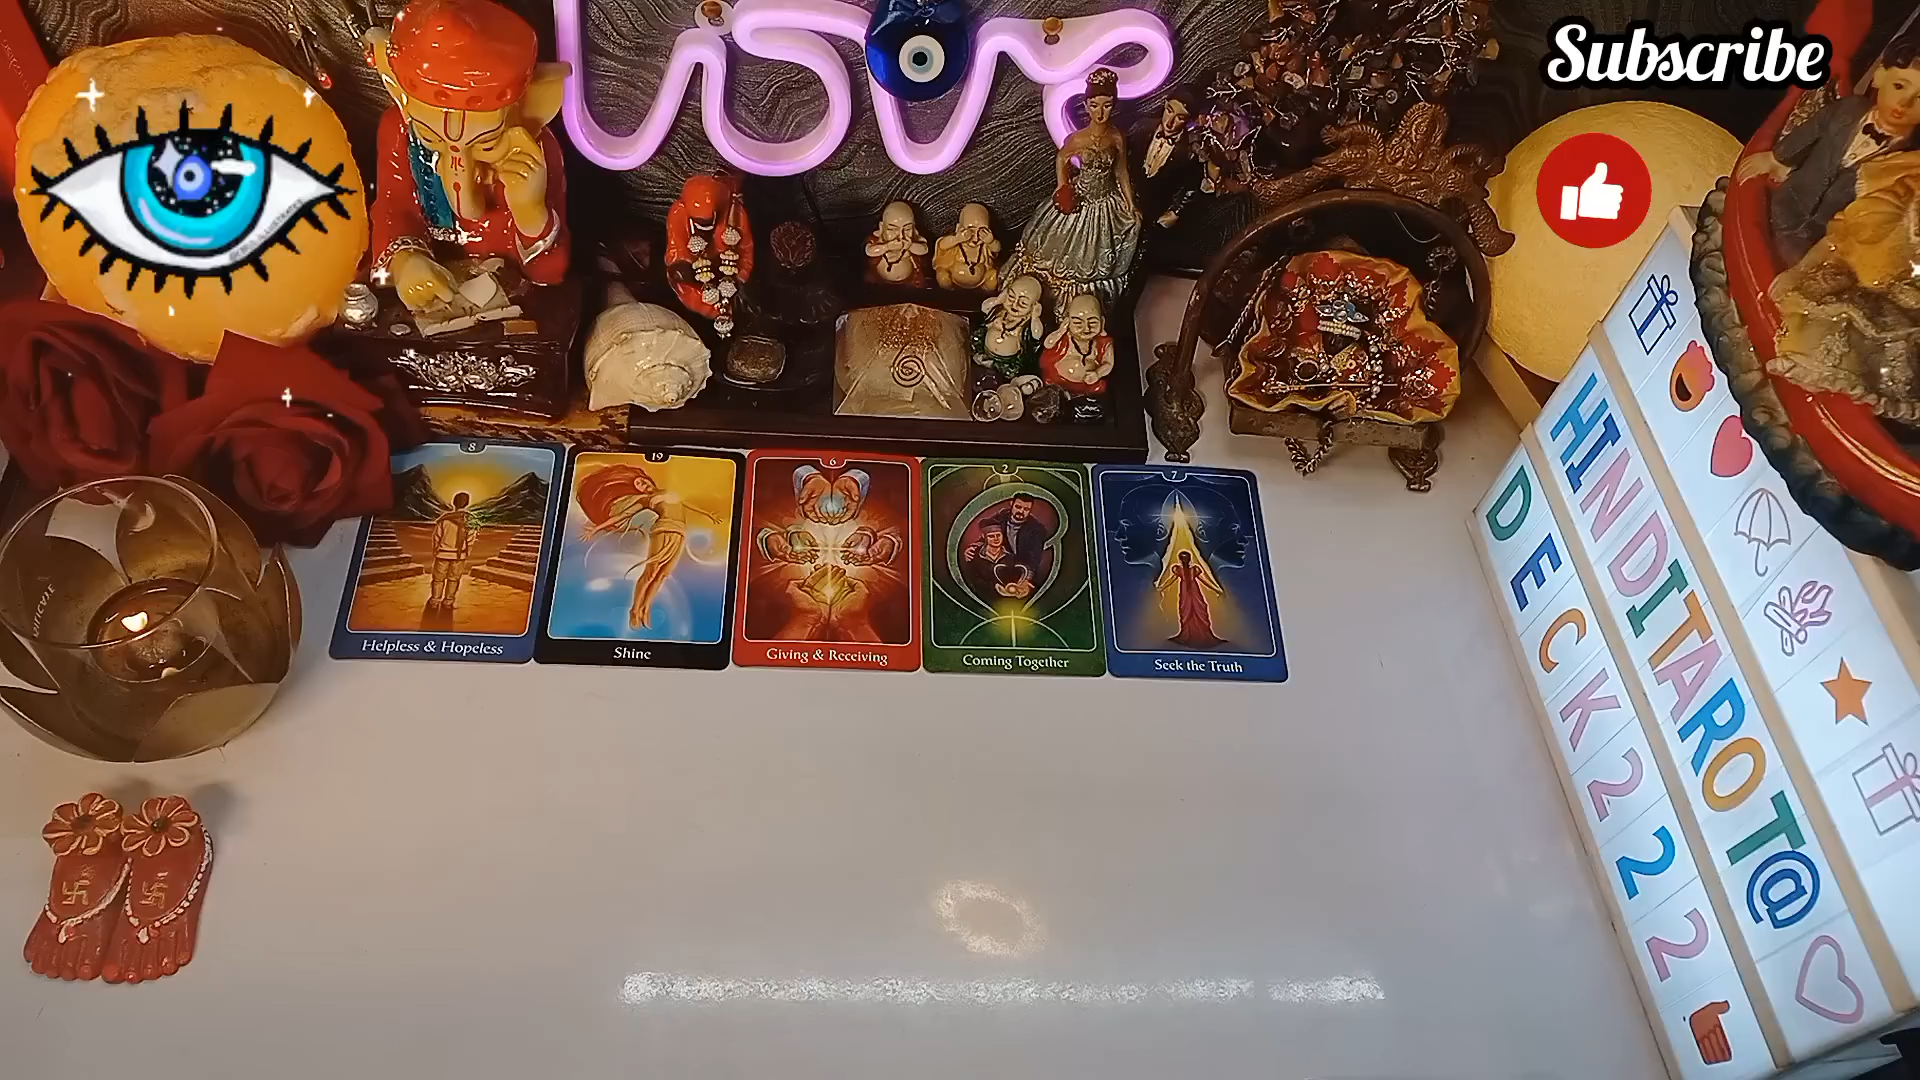 love
Subscribe
8
Helpless & Hopeless
19
Shine
6
Giving & Receiving
2
Coming Together
7
Seek the Truth
HINDITAROT@
DECK222